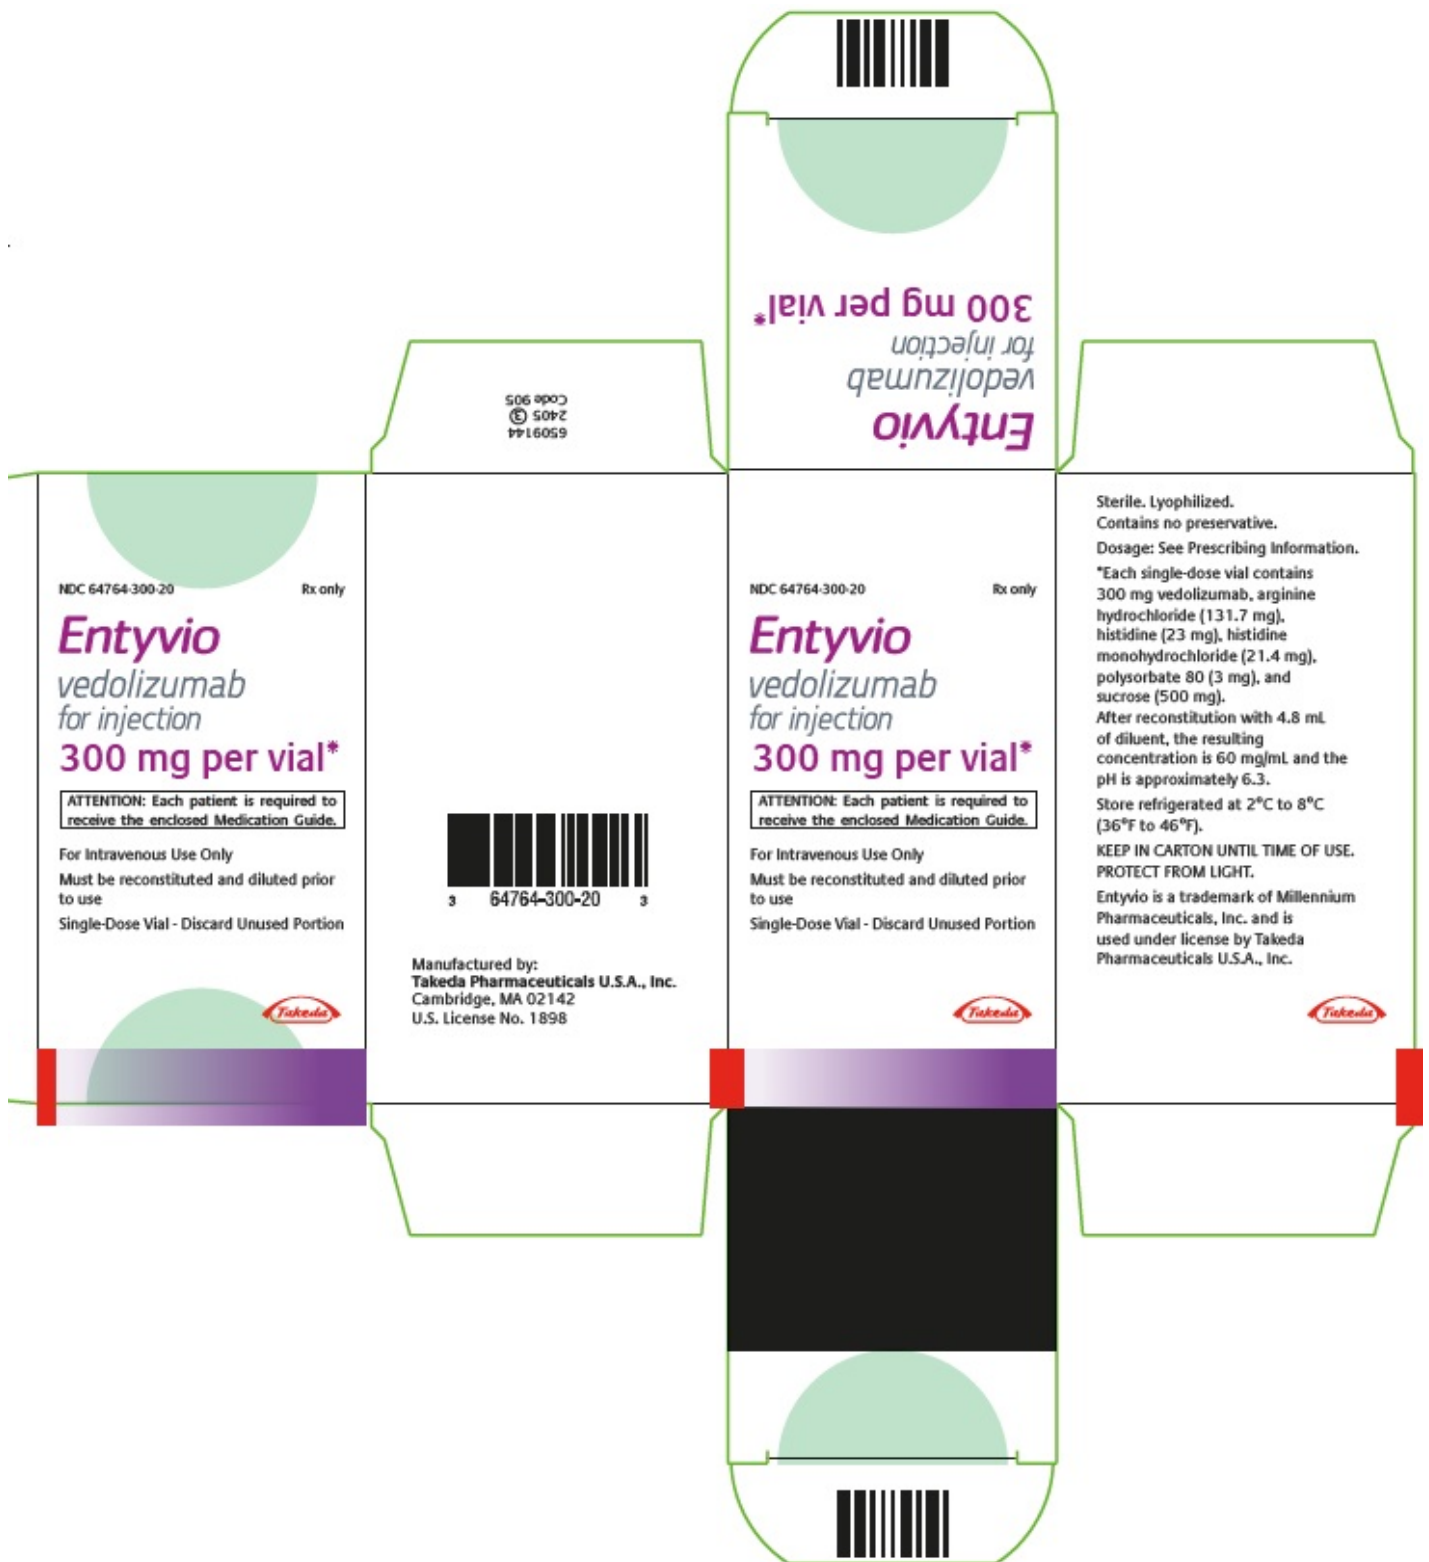 300 mg per vial*
for injection
vedolizumab
Entyvio
Code 905
2405 3
6509144
NDC 64764-300-20 Rx only
Entyvio
vedolizumab
for injection
300 mg per vial*
ATTENTION: Each patient is required to
receive the enclosed Medication Guide.
For Intravenous Use Only
Must be reconstituted and diluted prior
to use
Single-Dose Vial - Discard Unused Portion
Takeda
3 64764-300-20 3
Manufactured by:
Takeda Pharmaceuticals U.S.A., Inc.
Cambridge, MA 02142
U.S. License No. 1898
NDC 64764-300-20 Rx only
Entyvio
vedolizumab
for injection
300 mg per vial*
ATTENTION: Each patient is required to
receive the enclosed Medication Guide.
For Intravenous Use Only
Must be reconstituted and diluted prior
to use
Single-Dose Vial - Discard Unused Portion
Takeda
Sterile. Lyophilized.
Contains no preservative.
Dosage: See Prescribing Information.
*Each single-dose vial contains
300 mg vedolizumab, arginine
hydrochloride (131.7 mg),
histidine (23 mg), histidine
monohydrochloride (21.4 mg),
polysorbate 80 (3 mg), and
sucrose (500 mg).
After reconstitution with 4.8 mL
of diluent, the resulting
concentration is 60 mg/mL and the
pH is approximately 6.3.
Store refrigerated at 2°C to 8°C
(36°F to 46°F).
KEEP IN CARTON UNTIL TIME OF USE.
PROTECT FROM LIGHT.
Entyvio is a trademark of Millennium
Pharmaceuticals, Inc. and is
used under license by Takeda
Pharmaceuticals U.S.A., Inc.
Takeda